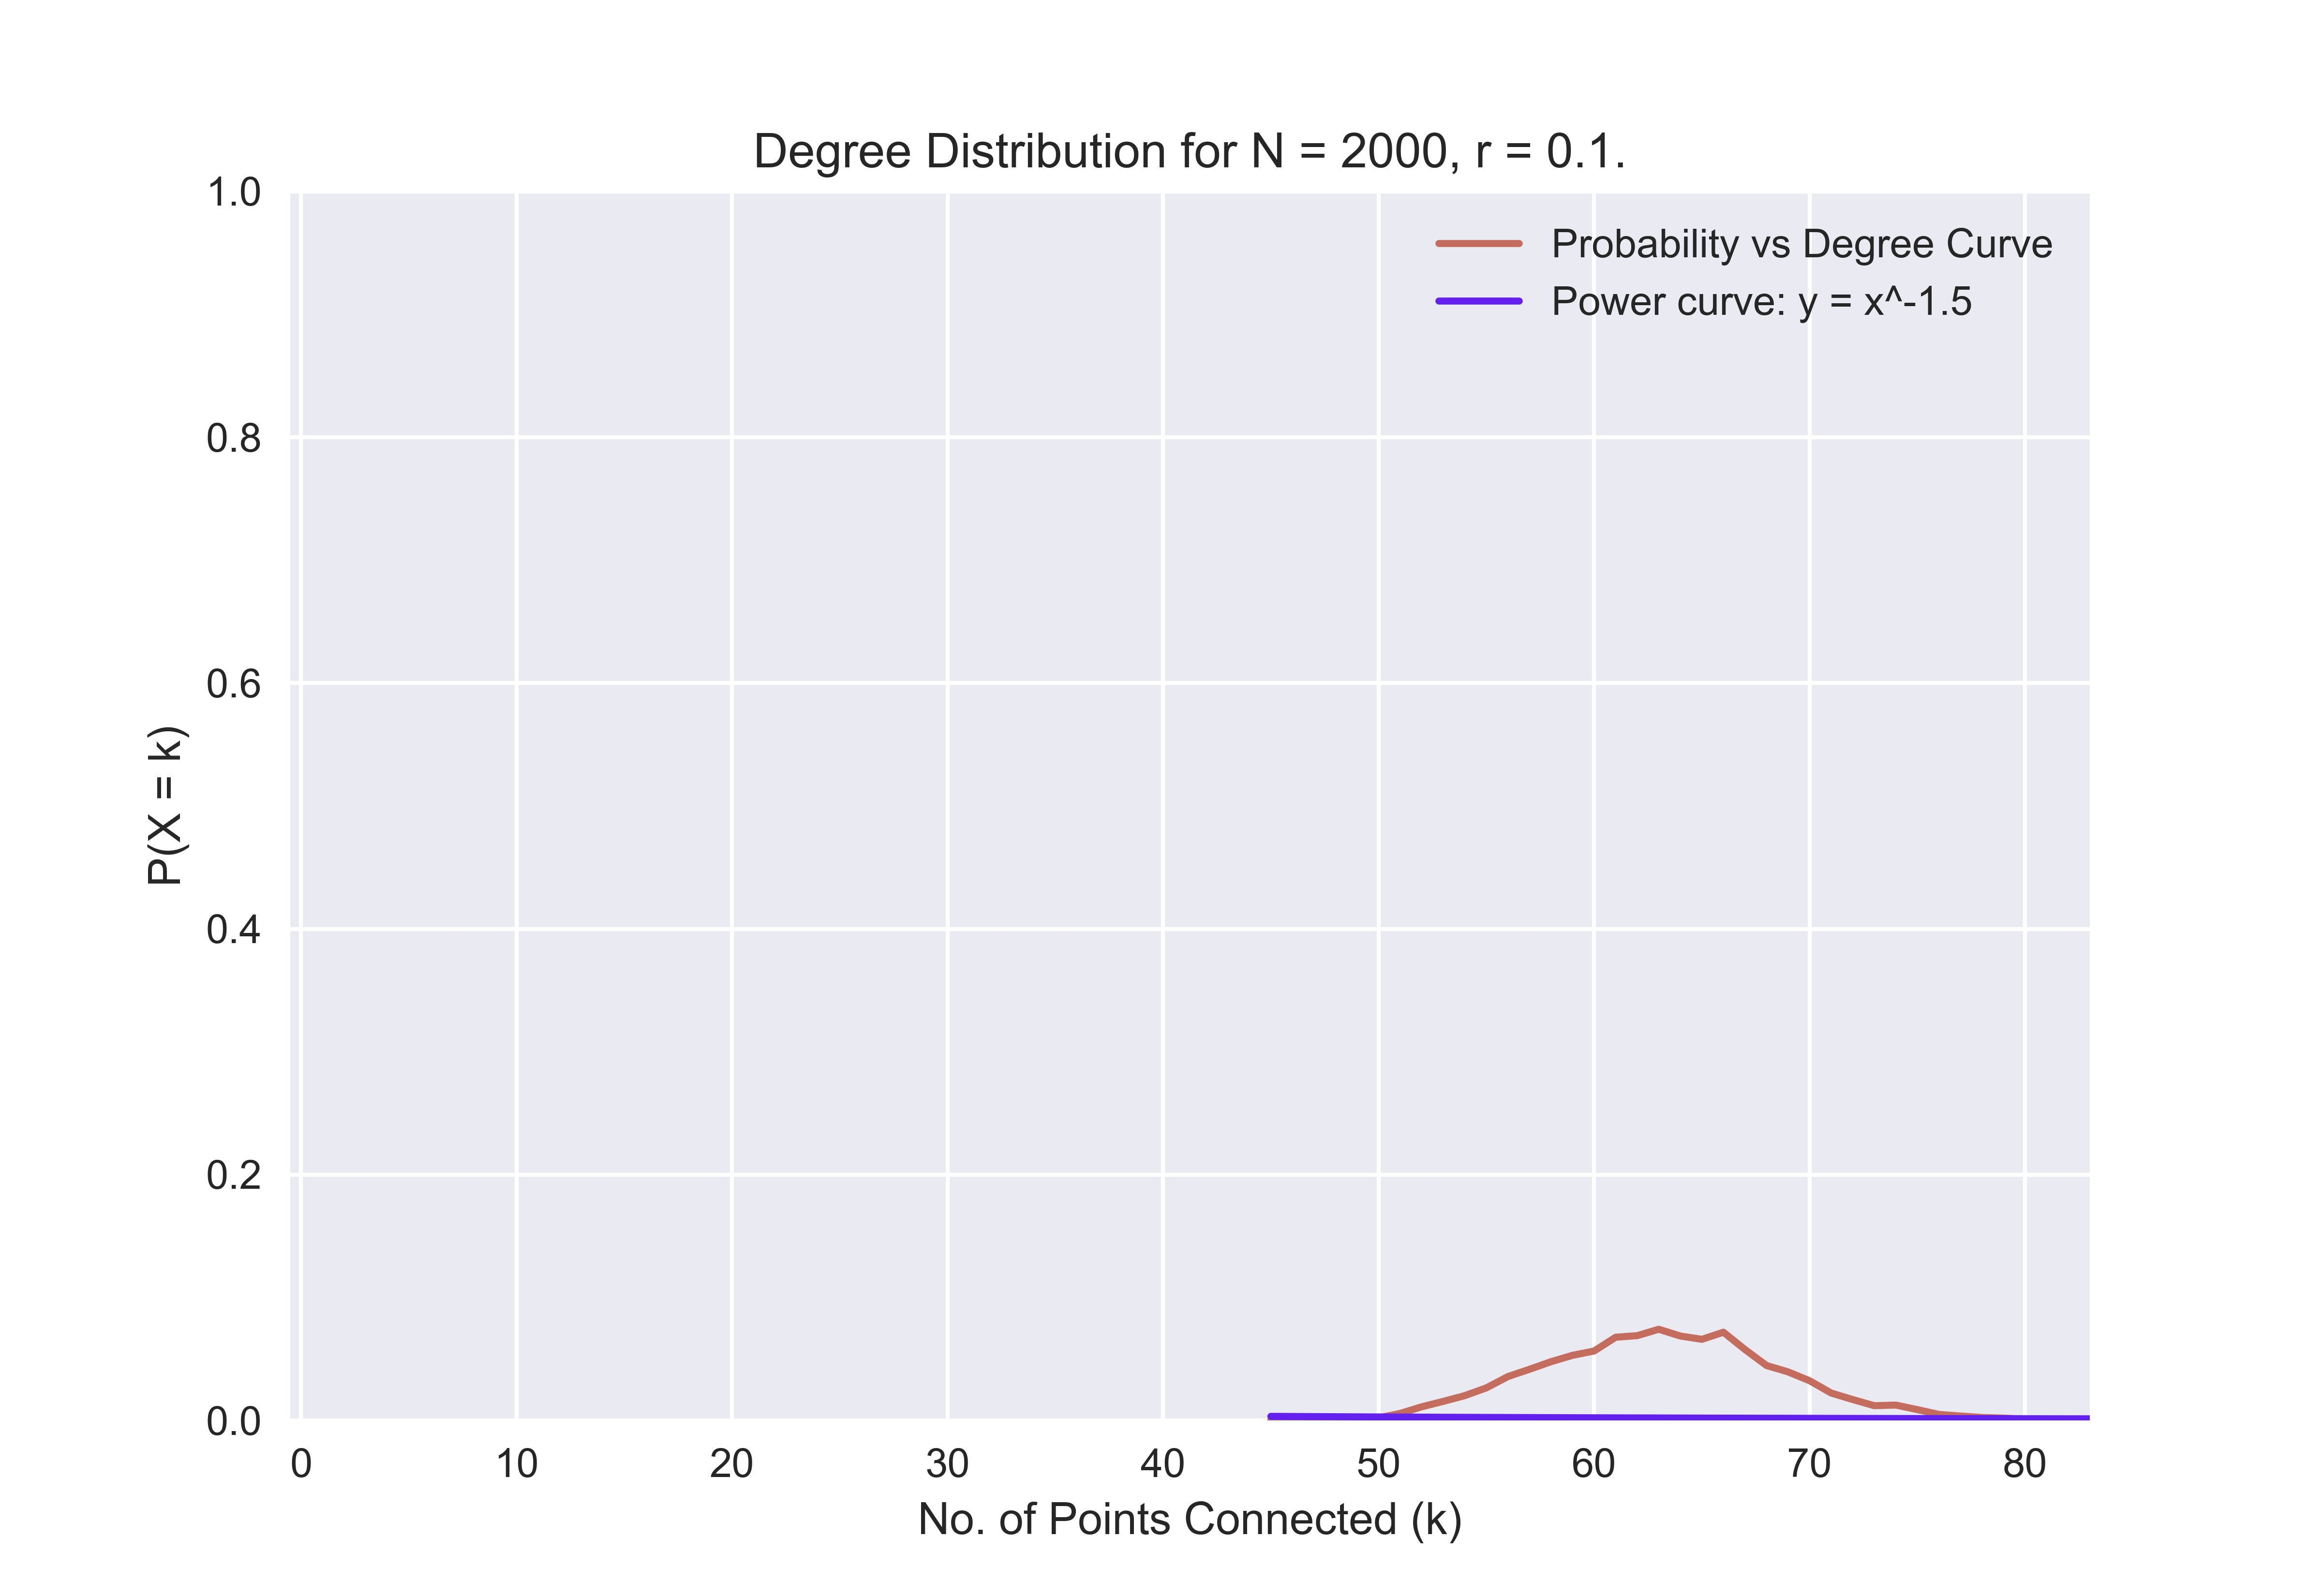 Degree Distribution for N = 2000, r = 0.1.
1.0
0.8
0.6
0.4
0.2
0.0
P(X = k)
Probability vs Degree Curve
Power curve: y = x^-1.5
0 10 20 30 40 50 60 70 80
No. of Points Connected (k)